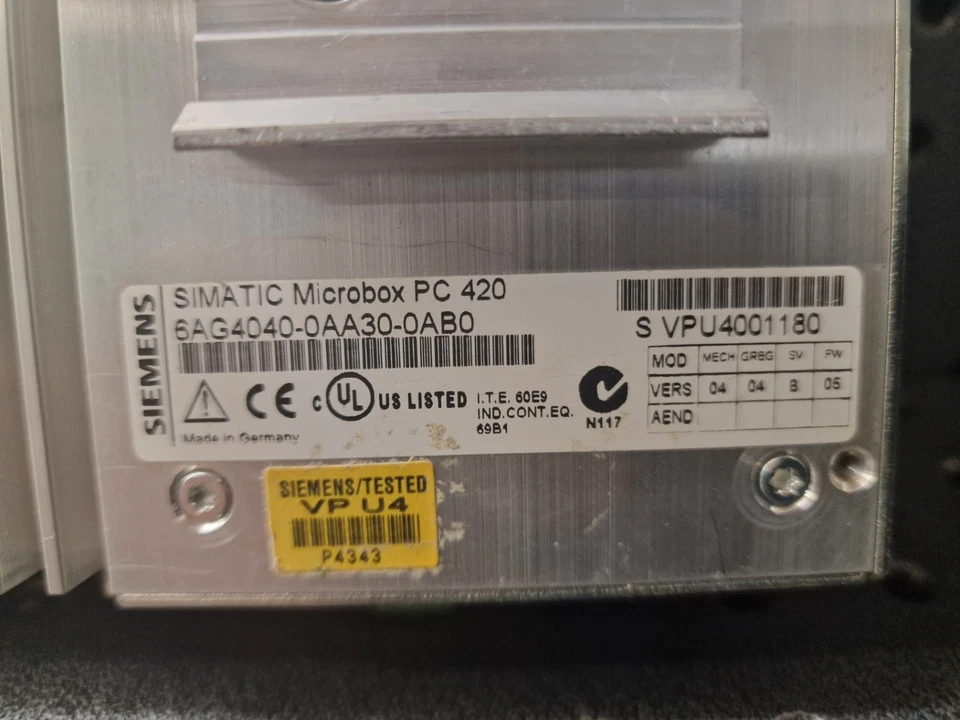 SIEMENS
SIMATIC Microbox PC 420
6AG4040-0AA30-0AB0
CE
c UL US LISTED
I.T.E. 60E9
IND.CONT.EQ.
69B1
N117
Made in Germany
S VPU4001180
MOD MECH GRBG SV FW
VERS 04 04 B 05
AEND
SIEMENS/TESTED
VP U4
P4343